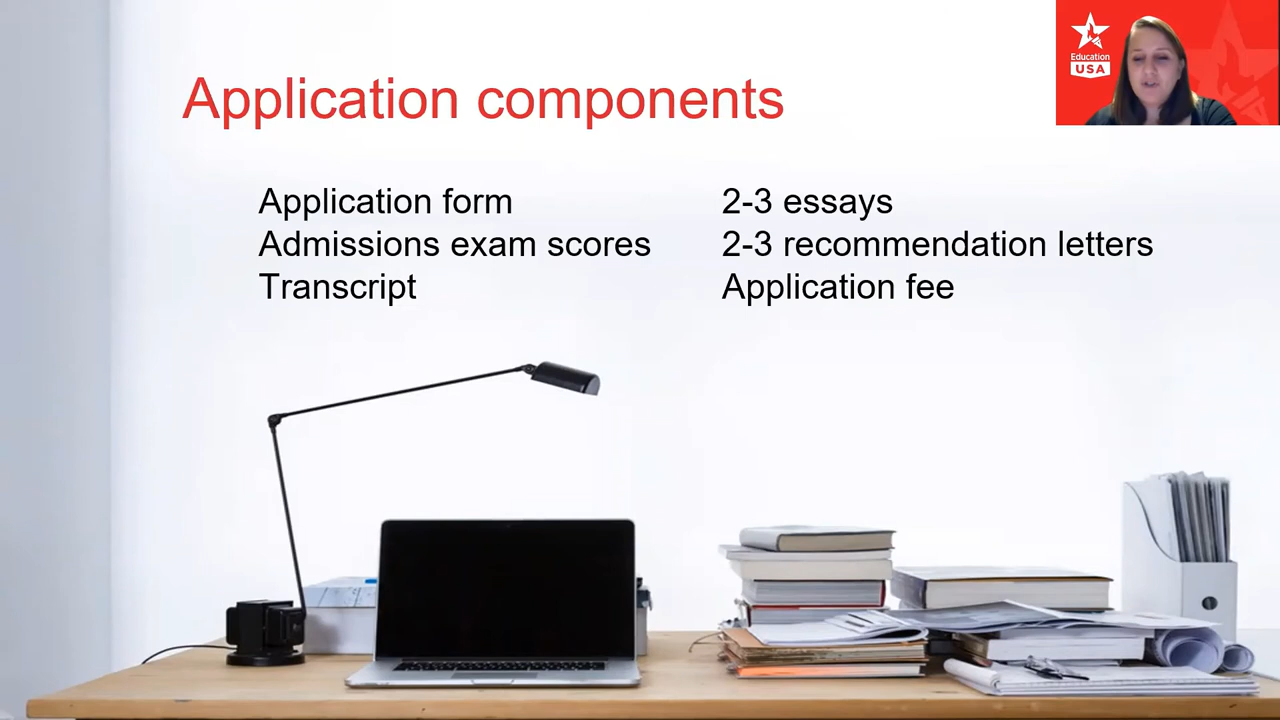 Application components
Application form
Admissions exam scores
Transcript
2-3 essays
2-3 recommendation letters
Application fee
Education
USA